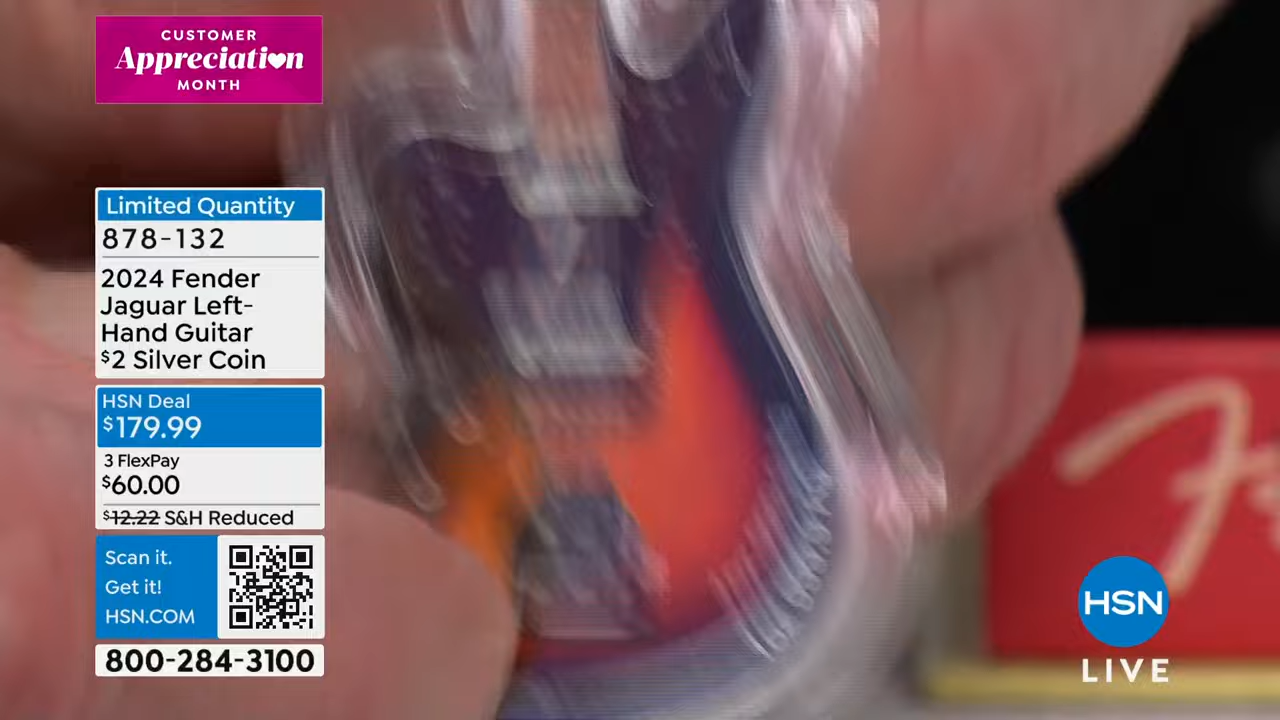 CUSTOMER
Appreciation
MONTH
Limited Quantity
878-132
2024 Fender
Jaguar Left-
Hand Guitar
$2 Silver Coin
HSN Deal
$179.99
3 FlexPay
$60.00
$12.22 S&H Reduced
Scan it.
Get it!
HSN.COM
800-284-3100
HSN
LIVE